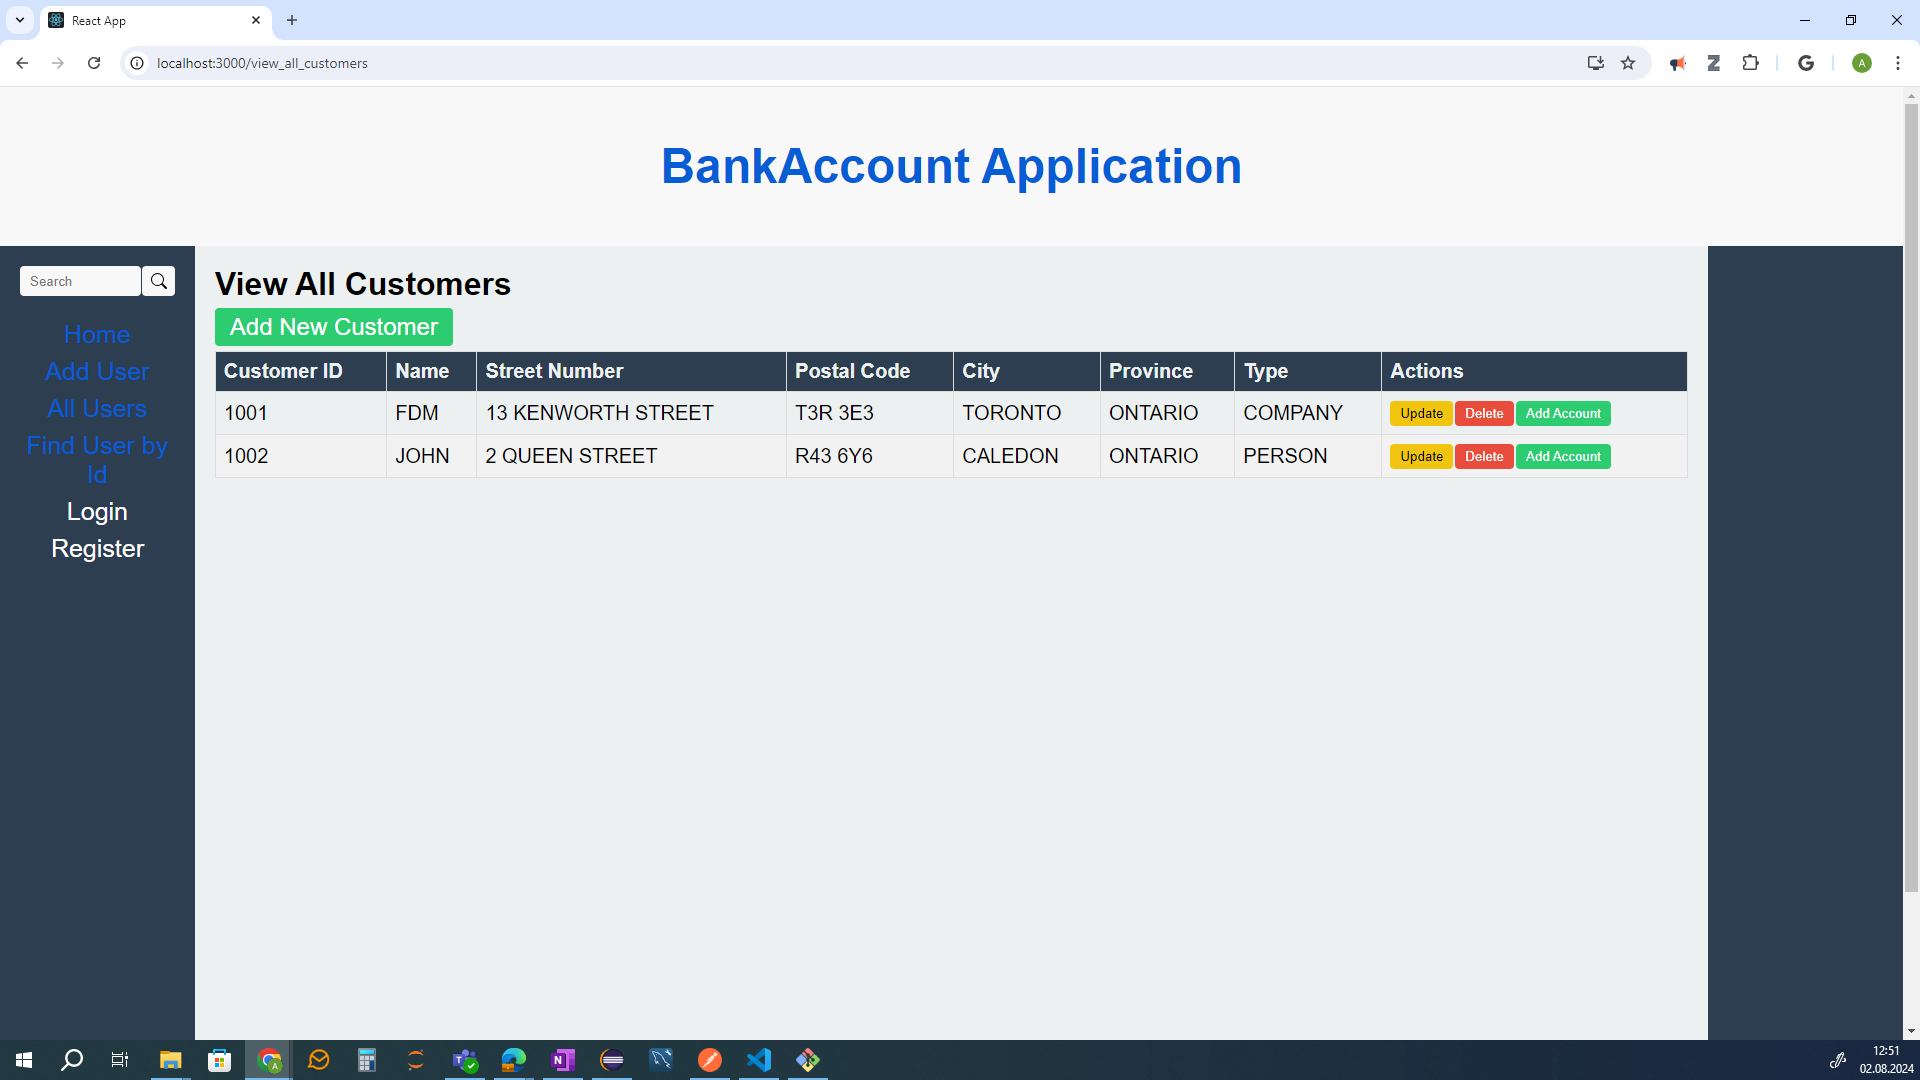 React App
localhost:3000/view_all_customers
A
BankAccount Application
Search
Home
Add User
All Users
Find User by
Id
Login
Register
View All Customers
Add New Customer
Customer ID Name Street Number Postal Code City Province Type Actions
1001 FDM 13 KENWORTH STREET T3R 3E3 TORONTO ONTARIO COMPANY Update Delete Add Account
1002 JOHN 2 QUEEN STREET R43 6Y6 CALEDON ONTARIO PERSON Update Delete Add Account
12:51
02.08.2024